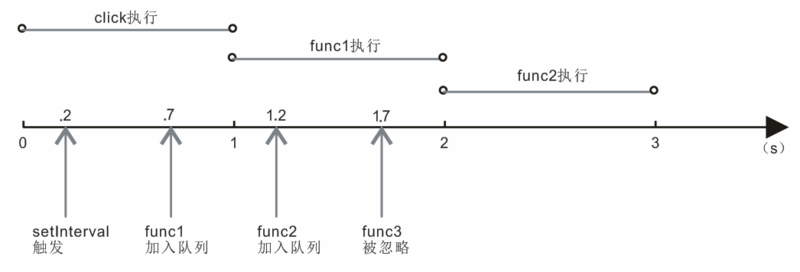 click执行
func1执行
func2执行
.2 .7 1.2 1.7
0 1 2 3 （s）
setInterval func1 func2 func3
触发 加入队列 加入队列 被忽略